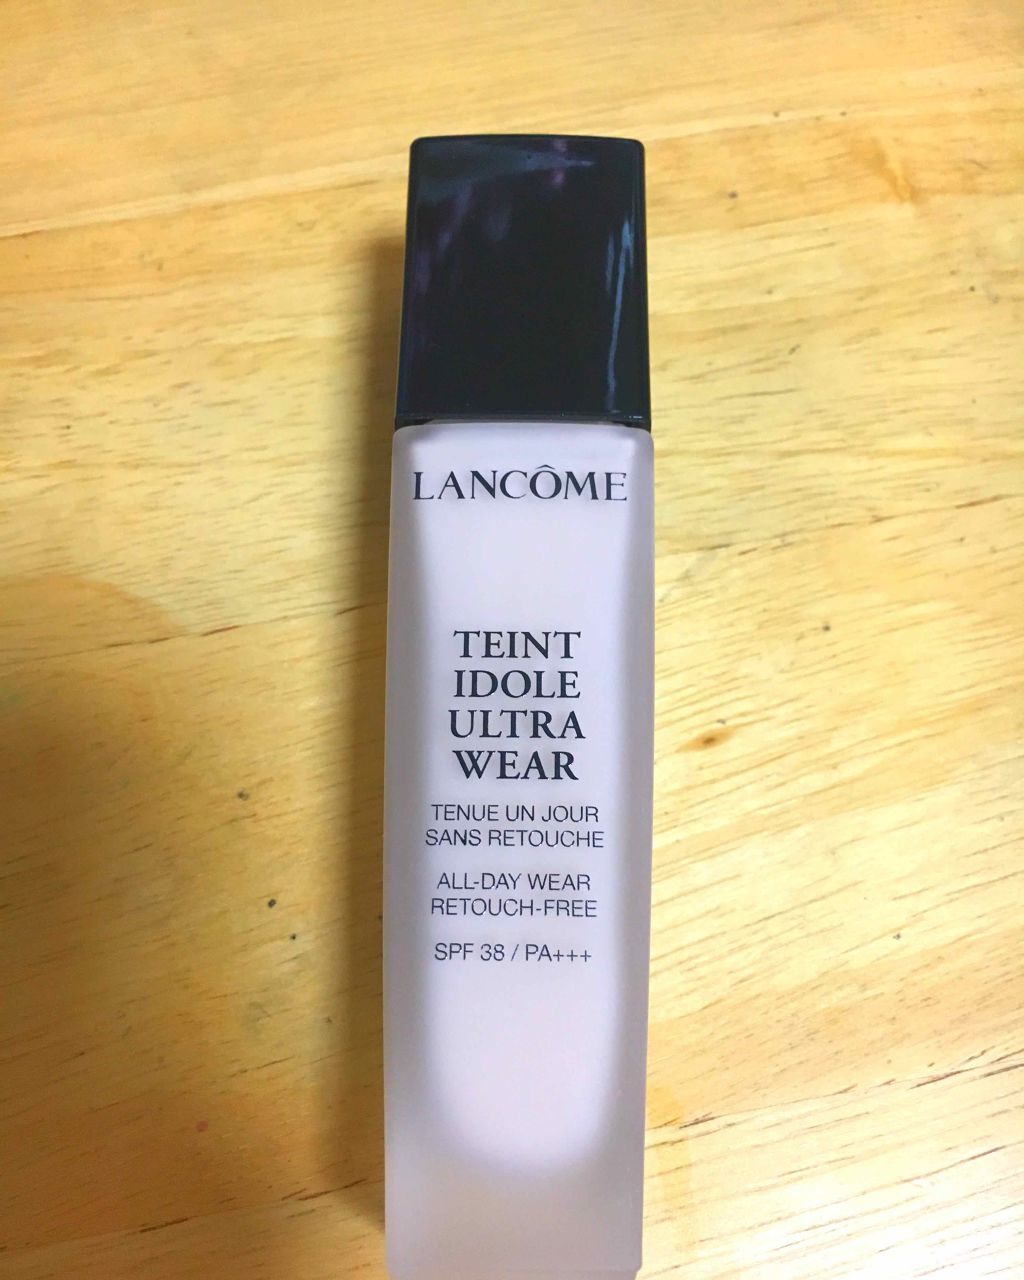 LANCÔME
TEINT
IDOLE
ULTRA
WEAR
TENUE UN JOUR
SANS RETOUCHE
ALL-DAY WEAR
RETOUCH-FREE
SPF 38 / PA+++